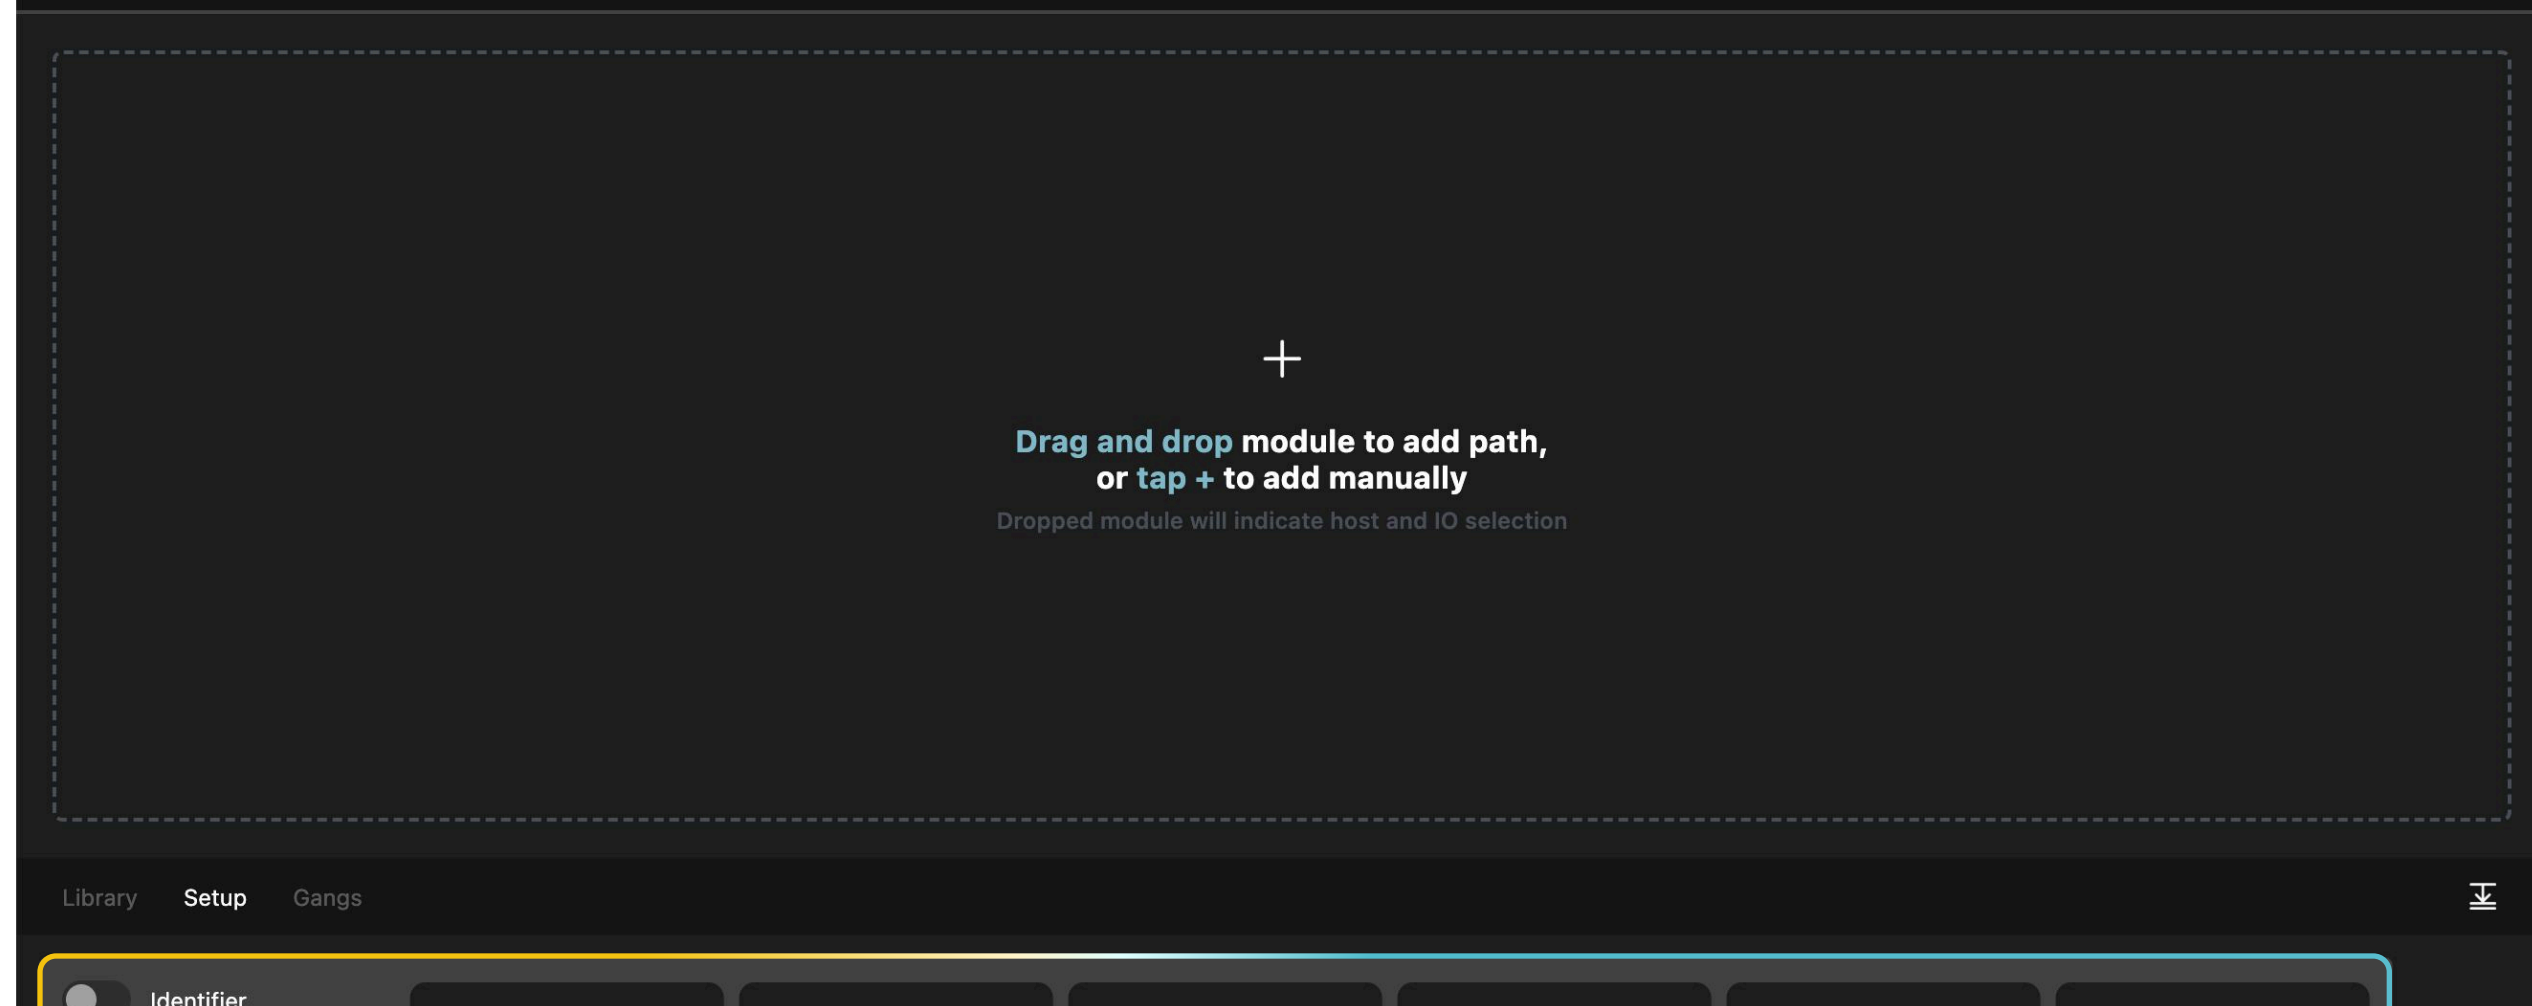 Drag and drop module to add path,
or tap + to add manually
Dropped module will indicate host and IO selection
Library Setup Gangs
Identifier